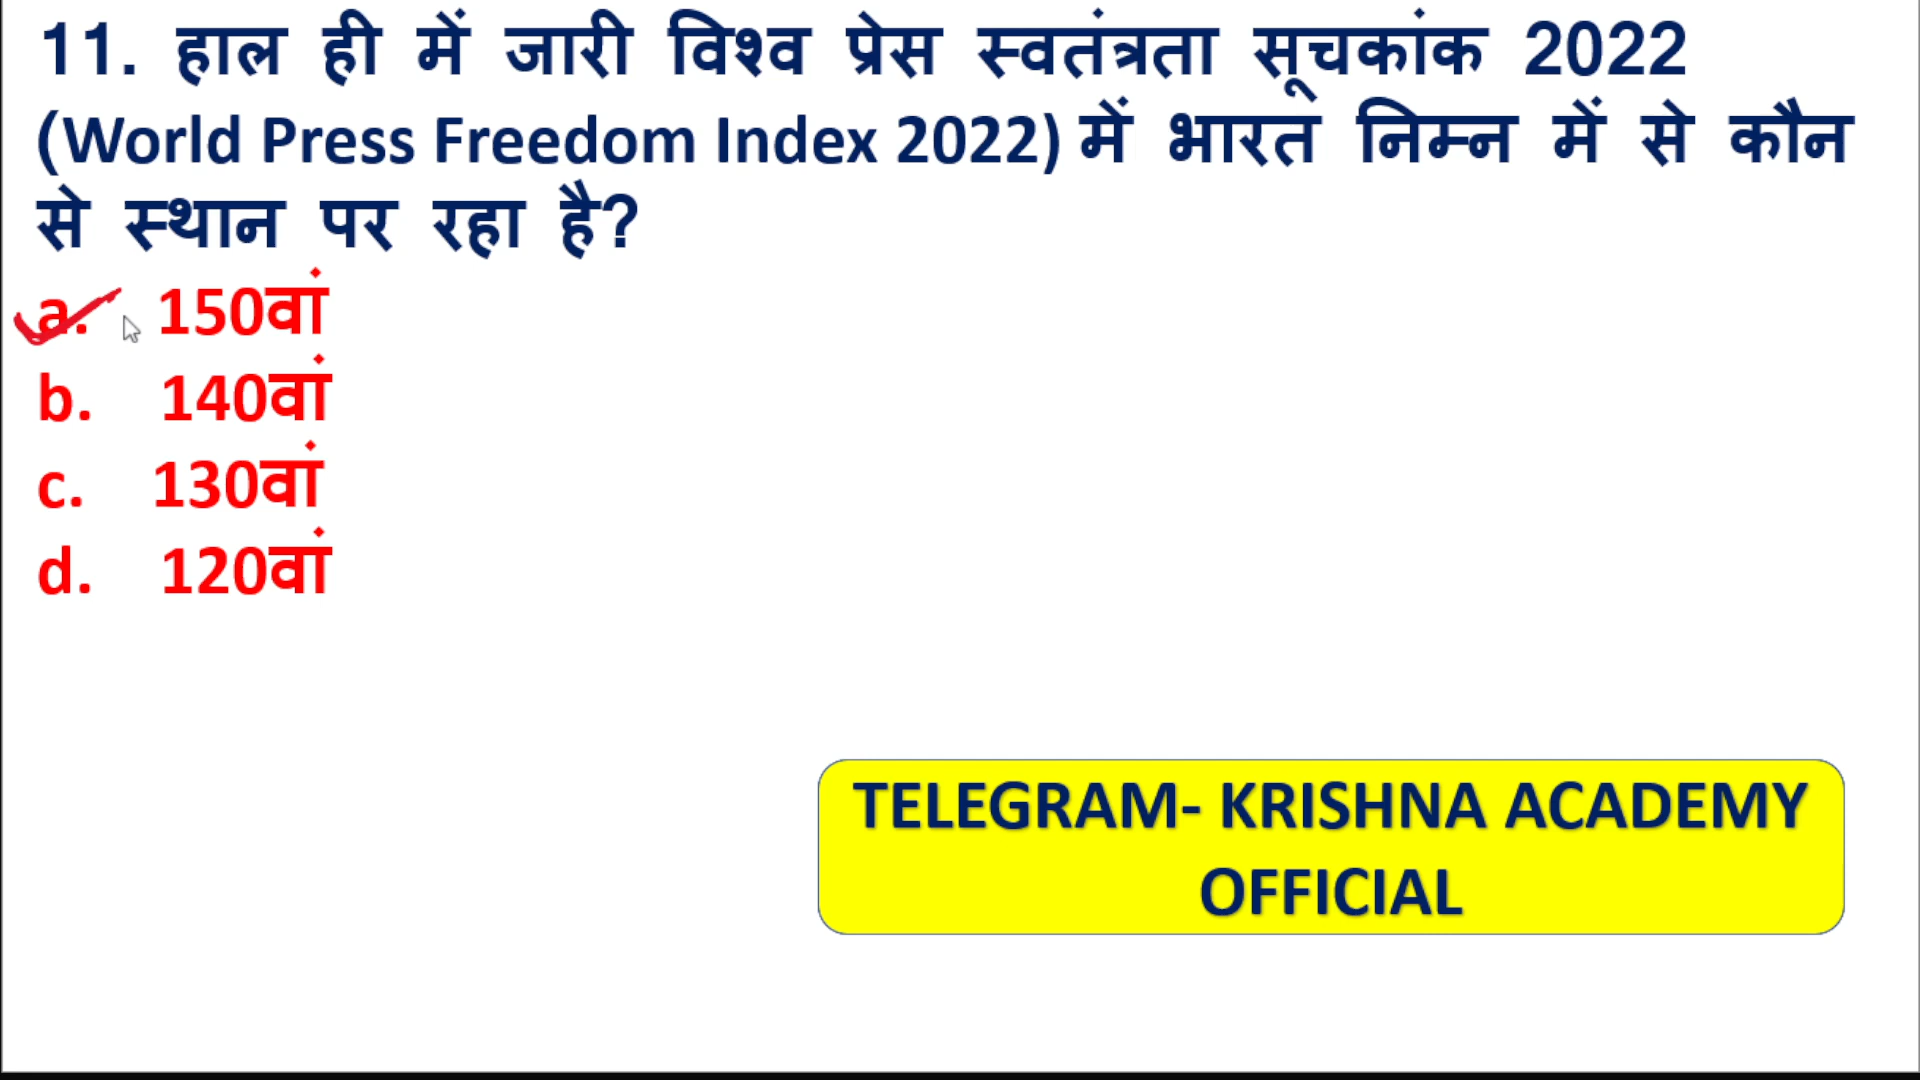 11. हाल ही में जारी विश्व प्रेस स्वतंत्रता सूचकांक 2022
(World Press Freedom Index 2022) में भारत निम्न में से कौन
से स्थान पर रहा है?
a. 150वां
b. 140वां
c. 130वां
d. 120वां
TELEGRAM- KRISHNA ACADEMY
OFFICIAL